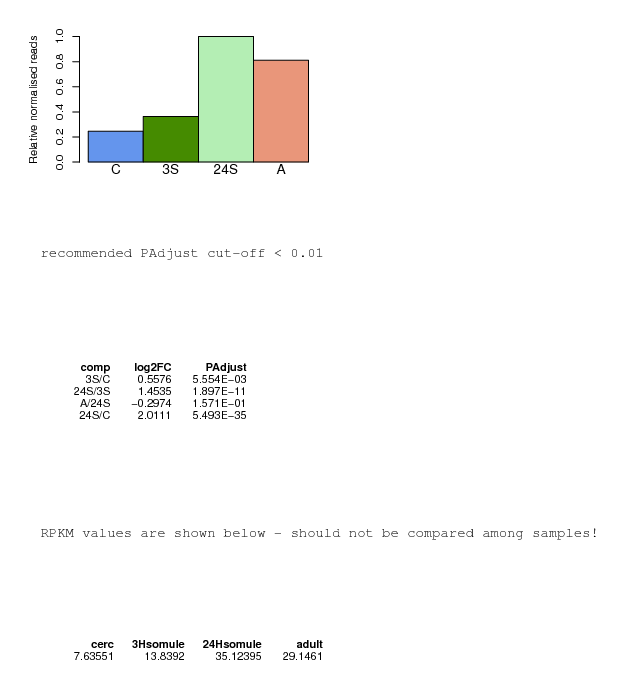 Relative normalised reads
1.0
0.8
0.6
0.4
0.2
0.0
C 3S 24S A
recommended PAdjust cut-off < 0.01
comp log2FC PAdjust
3S/C 0.5576 5.554E−03
24S/3S 1.4535 1.897E−11
A/24S −0.2974 1.571E−01
24S/C 2.0111 5.493E−35
RPKM values are shown below - should not be compared among samples!
cerc 3Hsomule 24Hsomule adult
7.63551 13.8392 35.12395 29.1461